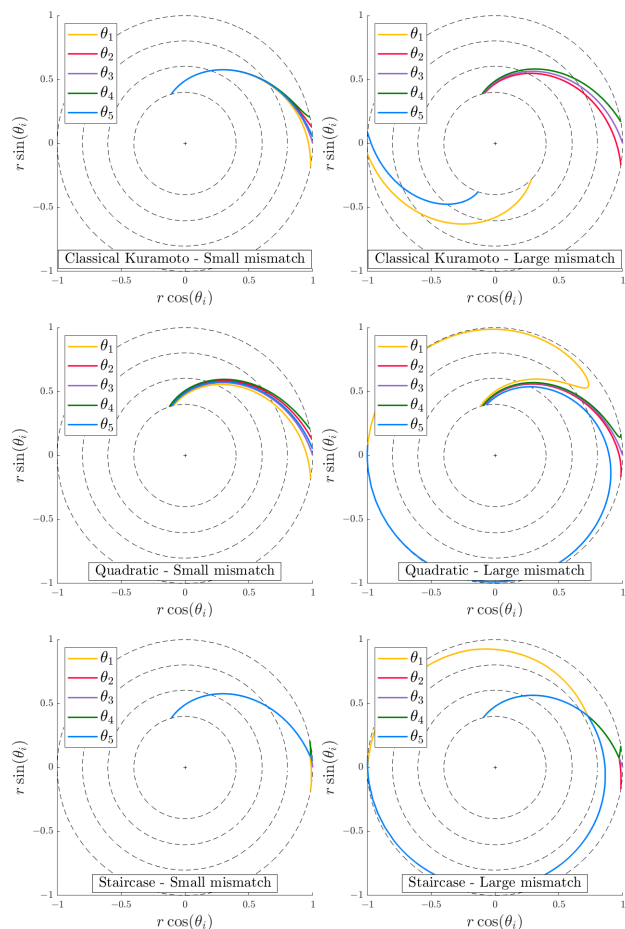 θ1
θ2
θ3
θ4
θ5
1
0.5
0
−0.5
−1
r sin(θi)
Classical Kuramoto - Small mismatch
−1 −0.5 0 0.5 1
r cos(θi)
θ1
θ2
θ3
θ4
θ5
1
0.5
0
−0.5
−1
r sin(θi)
Classical Kuramoto - Large mismatch
−1 −0.5 0 0.5 1
r cos(θi)
θ1
θ2
θ3
θ4
θ5
1
0.5
0
−0.5
−1
r sin(θi)
Quadratic - Small mismatch
−1 −0.5 0 0.5 1
r cos(θi)
θ1
θ2
θ3
θ4
θ5
1
0.5
0
−0.5
−1
r sin(θi)
Quadratic - Large mismatch
−1 −0.5 0 0.5 1
r cos(θi)
θ1
θ2
θ3
θ4
θ5
1
0.5
0
−0.5
−1
r sin(θi)
Staircase - Small mismatch
−1 −0.5 0 0.5 1
r cos(θi)
θ1
θ2
θ3
θ4
θ5
1
0.5
0
−0.5
−1
r sin(θi)
Staircase - Large mismatch
−1 −0.5 0 0.5 1
r cos(θi)